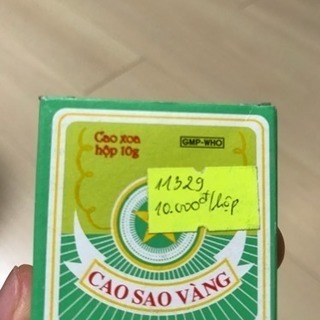 Cao xoa
hộp 10g
GMP-WHO
11329
10.000đ/hộp
CAO SAO VÀNG